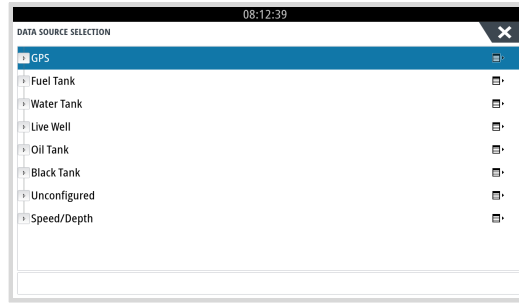 08:12:39
DATA SOURCE SELECTION
GPS
Fuel Tank
Water Tank
Live Well
Oil Tank
Black Tank
Unconfigured
Speed/Depth